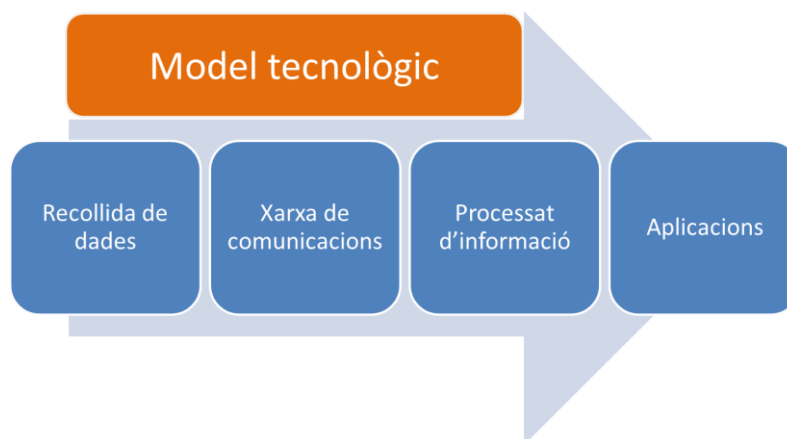 Model tecnològic
Recollida de
dades
Xarxa de
comunicacions
Processat
d’informació
Aplicacions